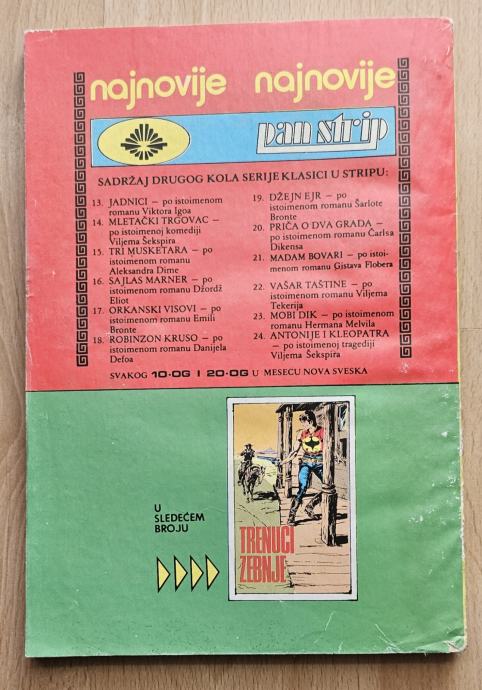 najnovije najnovije
van strip
SADRŽAJ DRUGOG KOLA SERIJE KLASICI U STRIPU:
13. JADNICI — po istoimenom
romanu Viktora Igoa
14. MLETAČKI TRGOVAC —
po istoimenoj komediji
Viljema Šekspira
15. TRI MUSKETARA — po
istoimenom romanu
Aleksandra Dime
16. SAJLAS MARNER — po
istoimenom romanu Džordž
Eliot
17. ORKANSKI VISOVI — po
istoimenom romanu Emili
Bronte
18. ROBINZON KRUSO — po
istoimenom romanu Danijela
Defoa
19. DŽEJN EJR — po
istoimenom romanu Šarlote
Bronte
20. PRIČA O DVA GRADA —
po istoimenom romanu Čarlsa
Dikensa
21. MADAM BOVARI — po istoi-
menom romanu Gistava Flobera
22. VAŠAR TAŠTINE — po
istoimenom romanu Viljema
Tekerija
23. MOBI DIK — po istoimenom
romanu Hermana Melvila
24. ANTONIJE I KLEOPATRA
— po istoimenoj tragediji
Viljema Šekspira
SVAKOG 10-OG I 20-OG U MESECU NOVA SVESKA
U
SLEDEĆEM
BROJU
TRENUCI
ZEBNJE